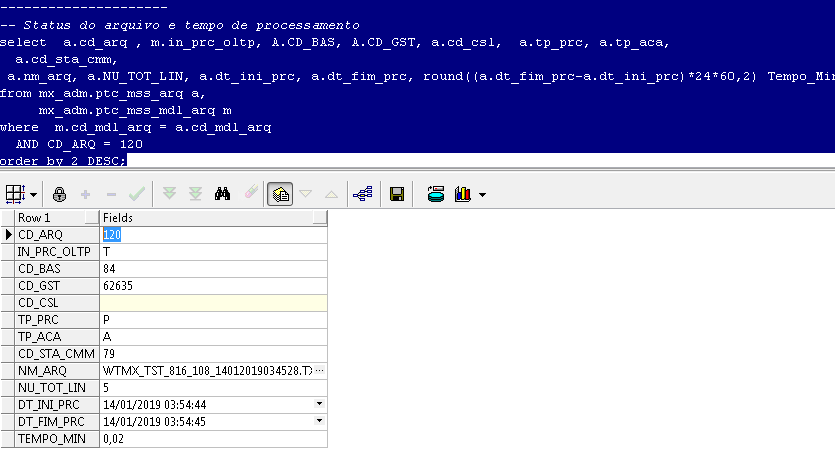 ---------------------
-- Status do arquivo e tempo de processamento
select  a.cd_arq , m.in_prc_oltp, A.CD_BAS, A.CD_GST, a.cd_csl,  a.tp_prc, a.tp_aca,
a.cd_sta_cmm,
a.nm_arq, a.NU_TOT_LIN, a.dt_ini_prc, a.dt_fim_prc, round((a.dt_fim_prc-a.dt_ini_prc)*24*60,2) Tempo_Min
from mx_adm.ptc_mss_arq a,
mx_adm.ptc_mss_mdl_arq m
where  m.cd_mdl_arq = a.cd_mdl_arq
AND CD_ARQ = 120
order by 2 DESC;
Row 1 Fields
CD_ARQ 120
IN_PRC_OLTP T
CD_BAS 84
CD_GST 62635
CD_CSL
TP_PRC P
TP_ACA A
CD_STA_CMM 79
NM_ARQ WTMX_TST_816_108_14012019034528.TX ...
NU_TOT_LIN 5
DT_INI_PRC 14/01/2019 03:54:44
DT_FIM_PRC 14/01/2019 03:54:45
TEMPO_MIN 0,02